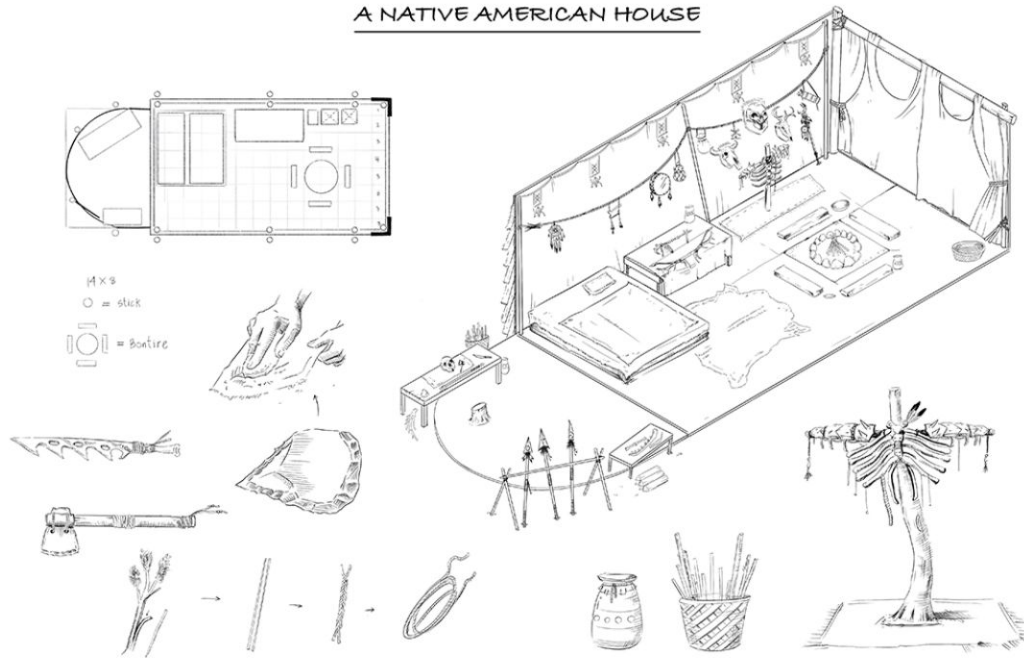 A NATIVE AMERICAN HOUSE
14 X 8
= stick
= Bonfire